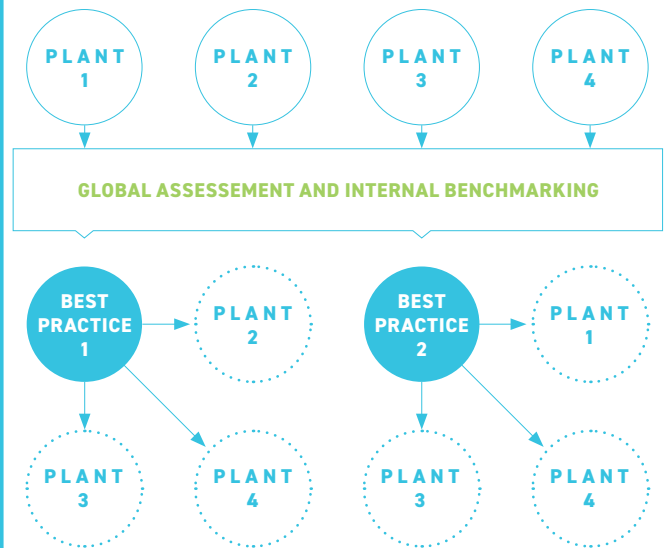 PLANT
1
PLANT
2
PLANT
3
PLANT
4
GLOBAL ASSESSEMENT AND INTERNAL BENCHMARKING
BEST
PRACTICE
1
PLANT
2
BEST
PRACTICE
2
PLANT
1
PLANT
3
PLANT
4
PLANT
3
PLANT
4